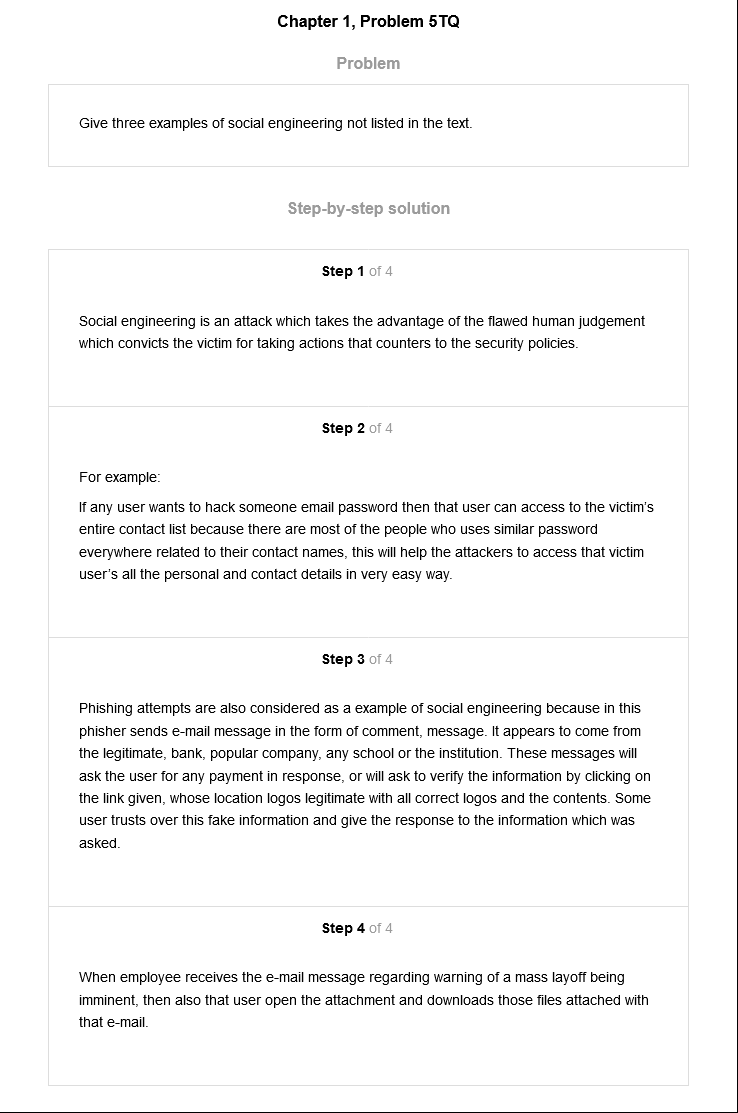 Chapter 1, Problem 5TQ
Problem
Give three examples of social engineering not listed in the text.
Step-by-step solution
Step 1 of 4
Social engineering is an attack which takes the advantage of the flawed human judgement
which convicts the victim for taking actions that counters to the security policies.
Step 2 of 4
For example:
If any user wants to hack someone email password then that user can access to the victim’s
entire contact list because there are most of the people who uses similar password
everywhere related to their contact names, this will help the attackers to access that victim
user’s all the personal and contact details in very easy way.
Step 3 of 4
Phishing attempts are also considered as a example of social engineering because in this
phisher sends e-mail message in the form of comment, message. It appears to come from
the legitimate, bank, popular company, any school or the institution. These messages will
ask the user for any payment in response, or will ask to verify the information by clicking on
the link given, whose location logos legitimate with all correct logos and the contents. Some
user trusts over this fake information and give the response to the information which was
asked.
Step 4 of 4
When employee receives the e-mail message regarding warning of a mass layoff being
imminent, then also that user open the attachment and downloads those files attached with
that e-mail.